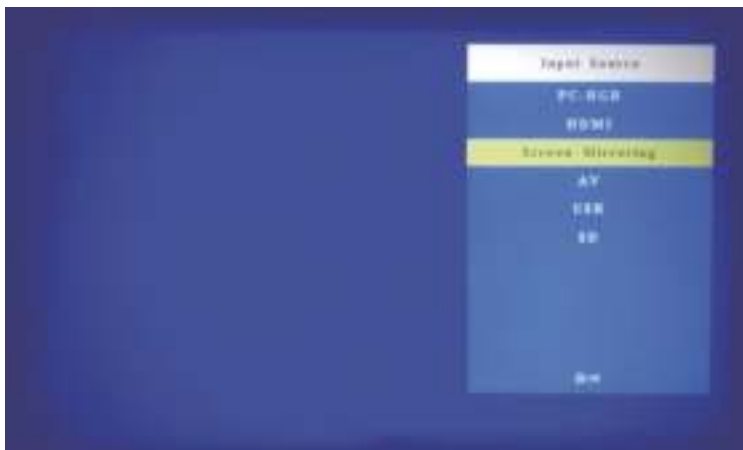 Input Source
PC-RGB
HDMI
Screen Mirroring
AV
USB
SD